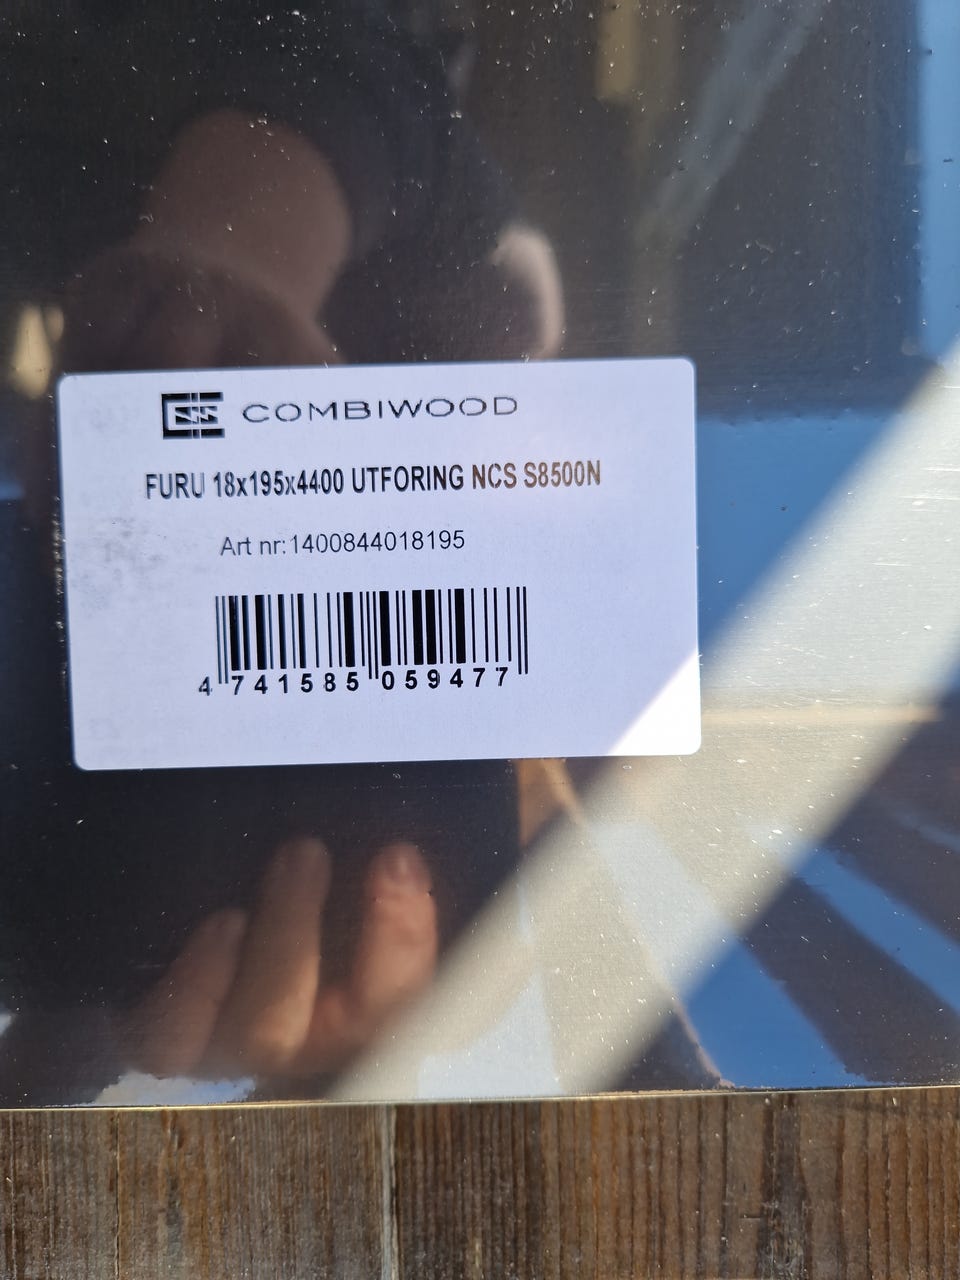 COMBIWOOD
FURU 18x195x4400 UTFORING NCS S8500N
Art nr:1400844018195
4 741585 059477